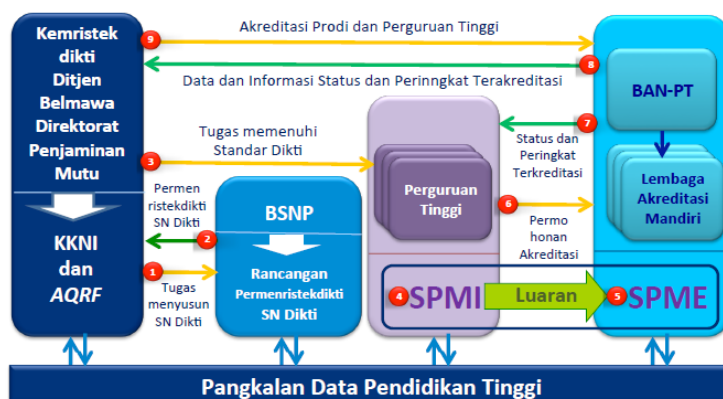 Kemristek
dikti
Ditjen
Belmawa
Direktorat
Penjaminan
Mutu
KKNI
dan
AQRF
9
Akreditasi Prodi dan Perguruan Tinggi
8
Data dan Informasi Status dan Perinngkat Terakreditasi
3
Tugas memenuhi
Standar Dikti
Permen
ristekdikti
SN Dikti
2
1
Tugas
menyusun
SN Dikti
BSNP
Rancangan
Permenristekdikti
SN Dikti
Perguruan
Tinggi
7
Status dan
Peringkat
Terkreditasi
6
Permo
honan
Akreditasi
BAN-PT
Lembaga
Akreditasi
Mandiri
4
SPMI
Luaran
5
SPME
Pangkalan Data Pendidikan Tinggi